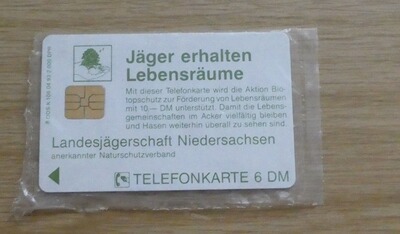 Jäger erhalten
Lebensräume
Mit dieser Telefonkarte wird die Aktion Bio-
topschutz zur Förderung von Lebensräumen
mit 10,— DM unterstützt. Damit die Lebens-
gemeinschaften im Acker vielfältig bleiben
und Hasen weiterhin überall zu sehen sind.
Landesjägerschaft Niedersachsen
anerkannter Naturschutzverband
TELEFONKARTE 6 DM